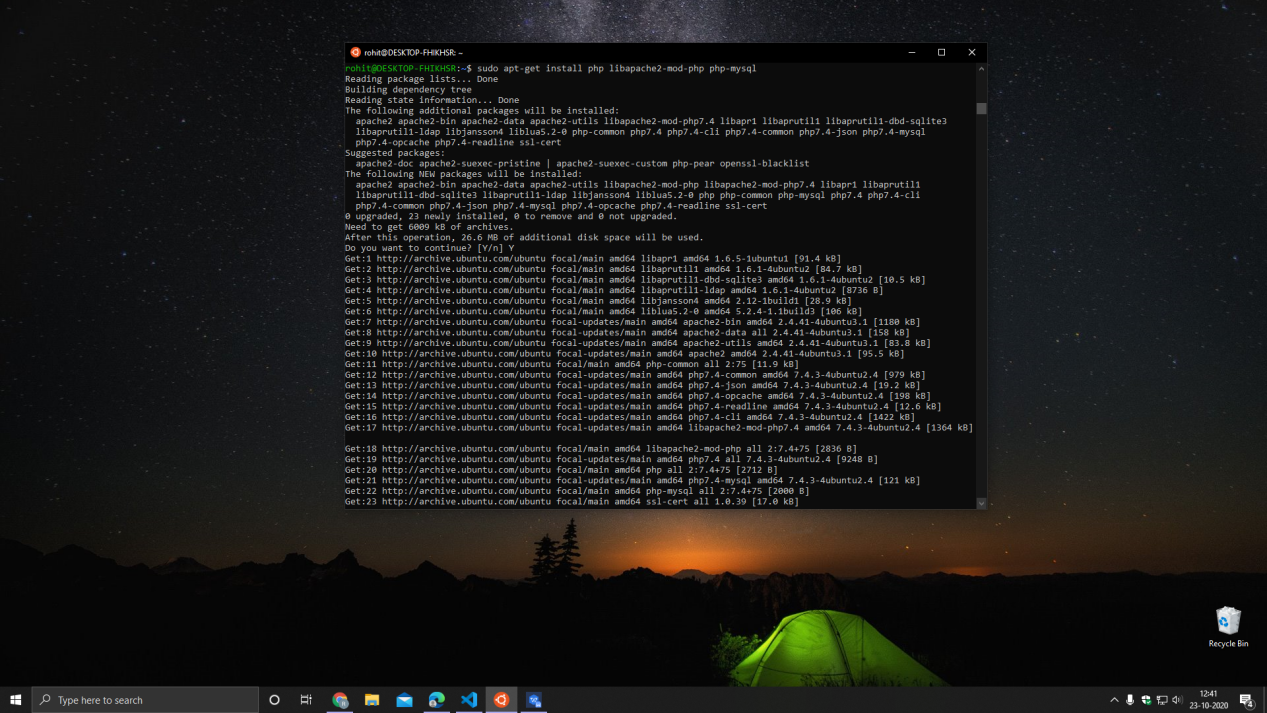 rohit@DESKTOP-FHIKHSR: ~
rohit@DESKTOP-FHIKHSR:~$ sudo apt-get install php libapache2-mod-php php-mysql
Reading package lists... Done
Building dependency tree
Reading state information... Done
The following additional packages will be installed:
apache2 apache2-bin apache2-data apache2-utils libapache2-mod-php7.4 libapr1 libaprutil1 libaprutil1-dbd-sqlite3
libaprutil1-ldap libjansson4 liblua5.2-0 php-common php7.4 php7.4-cli php7.4-common php7.4-json php7.4-mysql
php7.4-opcache php7.4-readline ssl-cert
Suggested packages:
apache2-doc apache2-suexec-pristine | apache2-suexec-custom php-pear openssl-blacklist
The following NEW packages will be installed:
apache2 apache2-bin apache2-data apache2-utils libapache2-mod-php libapache2-mod-php7.4 libapr1 libaprutil1
libaprutil1-dbd-sqlite3 libaprutil1-ldap libjansson4 liblua5.2-0 php php-common php-mysql php7.4 php7.4-cli
php7.4-common php7.4-json php7.4-mysql php7.4-opcache php7.4-readline ssl-cert
0 upgraded, 23 newly installed, 0 to remove and 0 not upgraded.
Need to get 6009 kB of archives.
After this operation, 26.6 MB of additional disk space will be used.
Do you want to continue? [Y/n] Y
Get:1 http://archive.ubuntu.com/ubuntu focal/main amd64 libapr1 amd64 1.6.5-1ubuntu1 [91.4 kB]
Get:2 http://archive.ubuntu.com/ubuntu focal/main amd64 libaprutil1 amd64 1.6.1-4ubuntu2 [84.7 kB]
Get:3 http://archive.ubuntu.com/ubuntu focal/main amd64 libaprutil1-dbd-sqlite3 amd64 1.6.1-4ubuntu2 [10.5 kB]
Get:4 http://archive.ubuntu.com/ubuntu focal/main amd64 libaprutil1-ldap amd64 1.6.1-4ubuntu2 [8736 B]
Get:5 http://archive.ubuntu.com/ubuntu focal/main amd64 libjansson4 amd64 2.12-1build1 [28.9 kB]
Get:6 http://archive.ubuntu.com/ubuntu focal/main amd64 liblua5.2-0 amd64 5.2.4-1.1build3 [106 kB]
Get:7 http://archive.ubuntu.com/ubuntu focal-updates/main amd64 apache2-bin amd64 2.4.41-4ubuntu3.1 [1180 kB]
Get:8 http://archive.ubuntu.com/ubuntu focal-updates/main amd64 apache2-data all 2.4.41-4ubuntu3.1 [158 kB]
Get:9 http://archive.ubuntu.com/ubuntu focal-updates/main amd64 apache2-utils amd64 2.4.41-4ubuntu3.1 [83.8 kB]
Get:10 http://archive.ubuntu.com/ubuntu focal-updates/main amd64 apache2 amd64 2.4.41-4ubuntu3.1 [95.5 kB]
Get:11 http://archive.ubuntu.com/ubuntu focal/main amd64 php-common all 2:75 [11.9 kB]
Get:12 http://archive.ubuntu.com/ubuntu focal-updates/main amd64 php7.4-common amd64 7.4.3-4ubuntu2.4 [979 kB]
Get:13 http://archive.ubuntu.com/ubuntu focal-updates/main amd64 php7.4-json amd64 7.4.3-4ubuntu2.4 [19.2 kB]
Get:14 http://archive.ubuntu.com/ubuntu focal-updates/main amd64 php7.4-opcache amd64 7.4.3-4ubuntu2.4 [198 kB]
Get:15 http://archive.ubuntu.com/ubuntu focal-updates/main amd64 php7.4-readline amd64 7.4.3-4ubuntu2.4 [12.6 kB]
Get:16 http://archive.ubuntu.com/ubuntu focal-updates/main amd64 php7.4-cli amd64 7.4.3-4ubuntu2.4 [1422 kB]
Get:17 http://archive.ubuntu.com/ubuntu focal-updates/main amd64 libapache2-mod-php7.4 amd64 7.4.3-4ubuntu2.4 [1364 kB]
Get:18 http://archive.ubuntu.com/ubuntu focal/main amd64 libapache2-mod-php all 2:7.4+75 [2836 B]
Get:19 http://archive.ubuntu.com/ubuntu focal-updates/main amd64 php7.4 all 7.4.3-4ubuntu2.4 [9248 B]
Get:20 http://archive.ubuntu.com/ubuntu focal/main amd64 php all 2:7.4+75 [2712 B]
Get:21 http://archive.ubuntu.com/ubuntu focal-updates/main amd64 php7.4-mysql amd64 7.4.3-4ubuntu2.4 [121 kB]
Get:22 http://archive.ubuntu.com/ubuntu focal/main amd64 php-mysql all 2:7.4+75 [2000 B]
Get:23 http://archive.ubuntu.com/ubuntu focal/main amd64 ssl-cert all 1.0.39 [17.0 kB]
Recycle Bin
Type here to search
12:41
23-10-2020
4